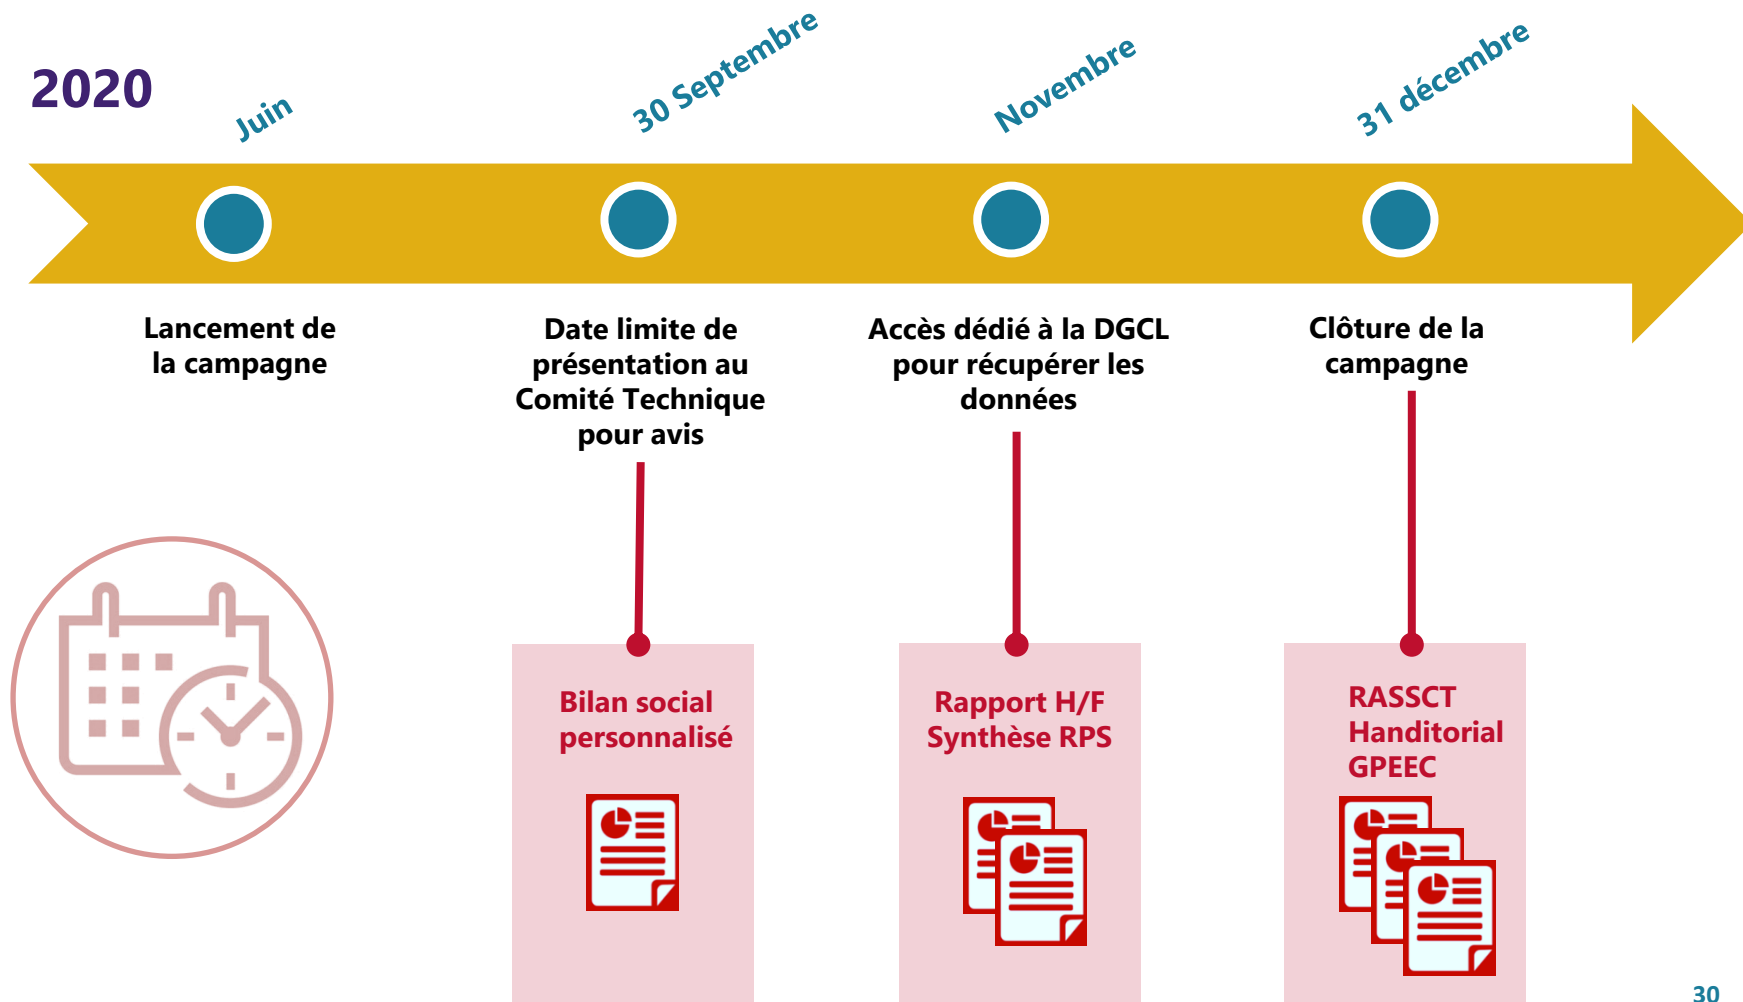 2020
Juin
30 Septembre
Novembre
31 décembre
Lancement de
la campagne
Date limite de
présentation au
Comité Technique
pour avis
Accès dédié à la DGCL
pour récupérer les
données
Clôture de la
campagne
Bilan social
personnalisé
Rapport H/F
Synthèse RPS
RASSCT
Handitorial
GPEEC
30